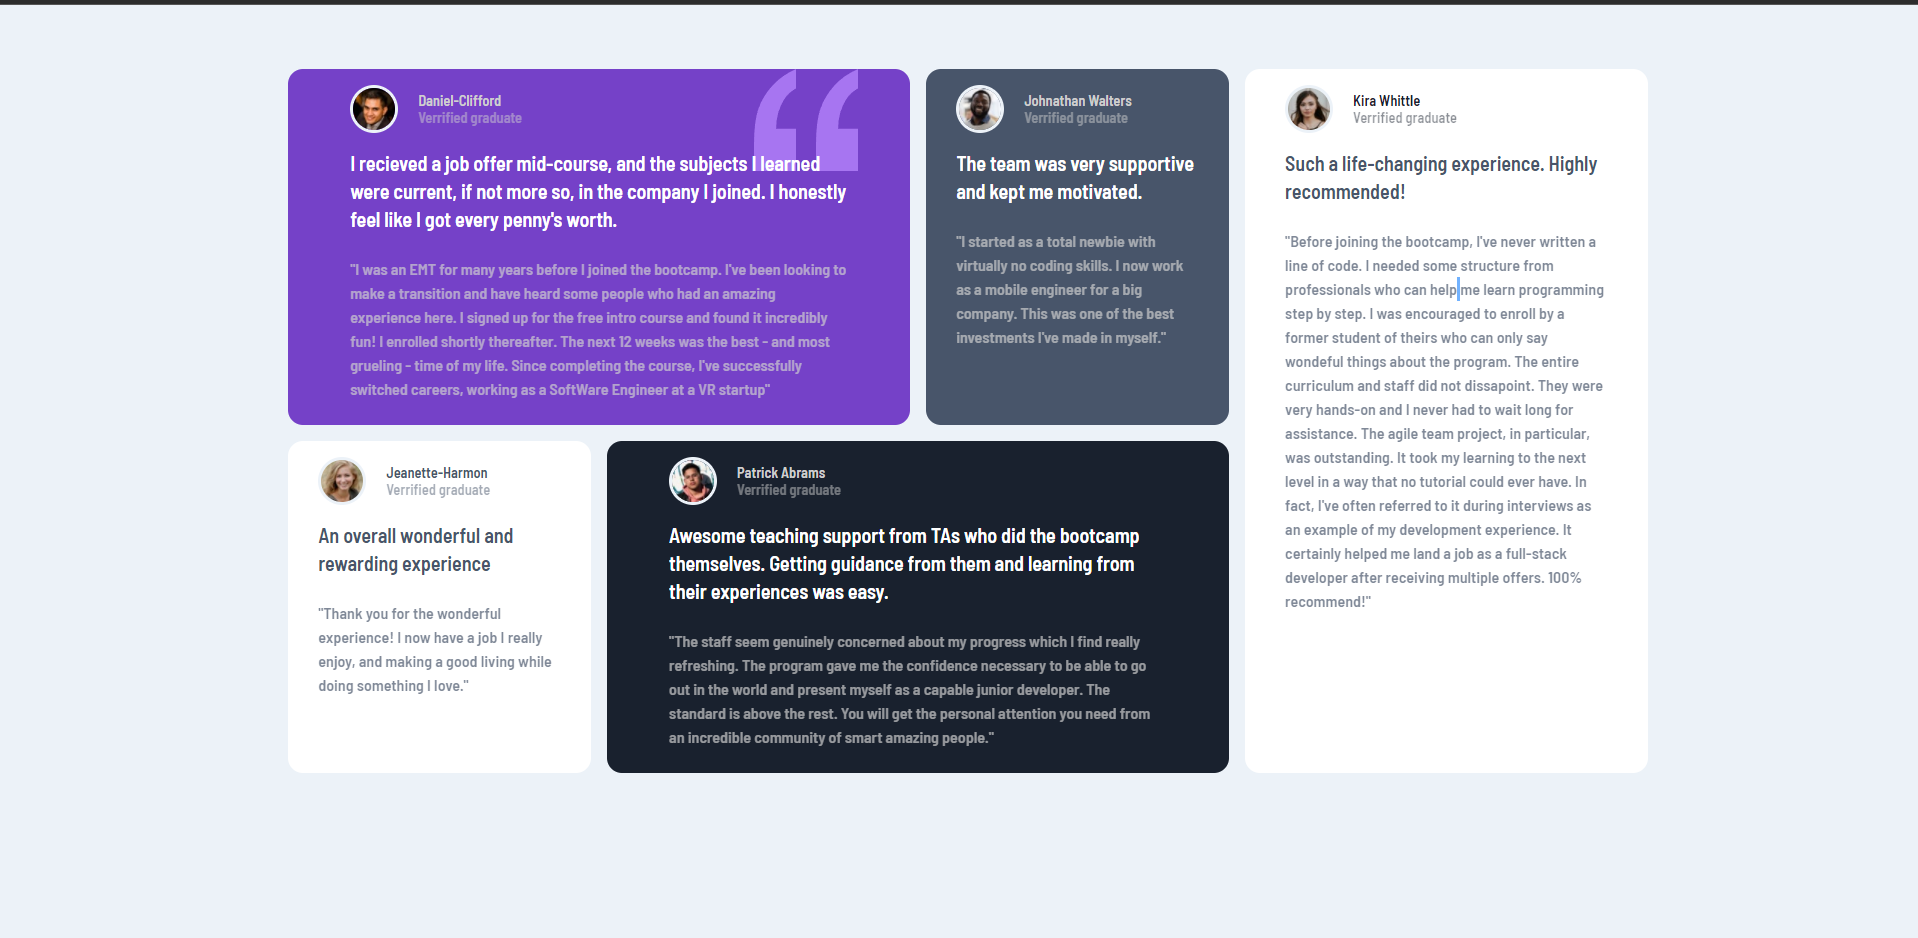 Daniel-Clifford
Verrified graduate
I recieved a job offer mid-course, and the subjects I learned
were current, if not more so, in the company I joined. I honestly
feel like I got every penny's worth.
"I was an EMT for many years before I joined the bootcamp. I've been looking to
make a transition and have heard some people who had an amazing
experience here. I signed up for the free intro course and found it incredibly
fun! I enrolled shortly thereafter. The next 12 weeks was the best - and most
grueling - time of my life. Since completing the course, I've successfully
switched careers, working as a SoftWare Engineer at a VR startup"
Johnathan Walters
Verrified graduate
The team was very supportive
and kept me motivated.
"I started as a total newbie with
virtually no coding skills. I now work
as a mobile engineer for a big
company. This was one of the best
investments I've made in myself."
Kira Whittle
Verrified graduate
Such a life-changing experience. Highly
recommended!
"Before joining the bootcamp, I've never written a
line of code. I needed some structure from
professionals who can help me learn programming
step by step. I was encouraged to enroll by a
former student of theirs who can only say
wondeful things about the program. The entire
curriculum and staff did not dissapoint. They were
very hands-on and I never had to wait long for
assistance. The agile team project, in particular,
was outstanding. It took my learning to the next
level in a way that no tutorial could ever have. In
fact, I've often referred to it during interviews as
an example of my development experience. It
certainly helped me land a job as a full-stack
developer after receiving multiple offers. 100%
recommend!"
Jeanette-Harmon
Verrified graduate
An overall wonderful and
rewarding experience
"Thank you for the wonderful
experience! I now have a job I really
enjoy, and making a good living while
doing something I love."
Patrick Abrams
Verrified graduate
Awesome teaching support from TAs who did the bootcamp
themselves. Getting guidance from them and learning from
their experiences was easy.
"The staff seem genuinely concerned about my progress which I find really
refreshing. The program gave me the confidence necessary to be able to go
out in the world and present myself as a capable junior developer. The
standard is above the rest. You will get the personal attention you need from
an incredible community of smart amazing people."